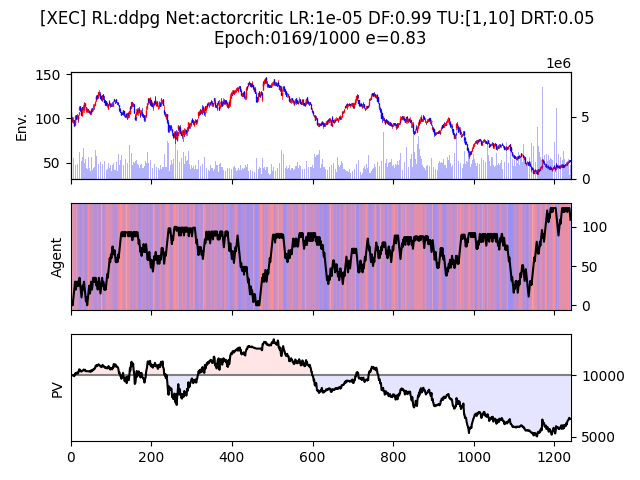 [XEC] RL:ddpg Net:actorcritic LR:1e-05 DF:0.99 TU:[1,10] DRT:0.05
Epoch:0169/1000 e=0.83
1e6
150
100
50
Env.
5
0
Agent
100
50
0
PV
10000
5000
0 200 400 600 800 1000 1200